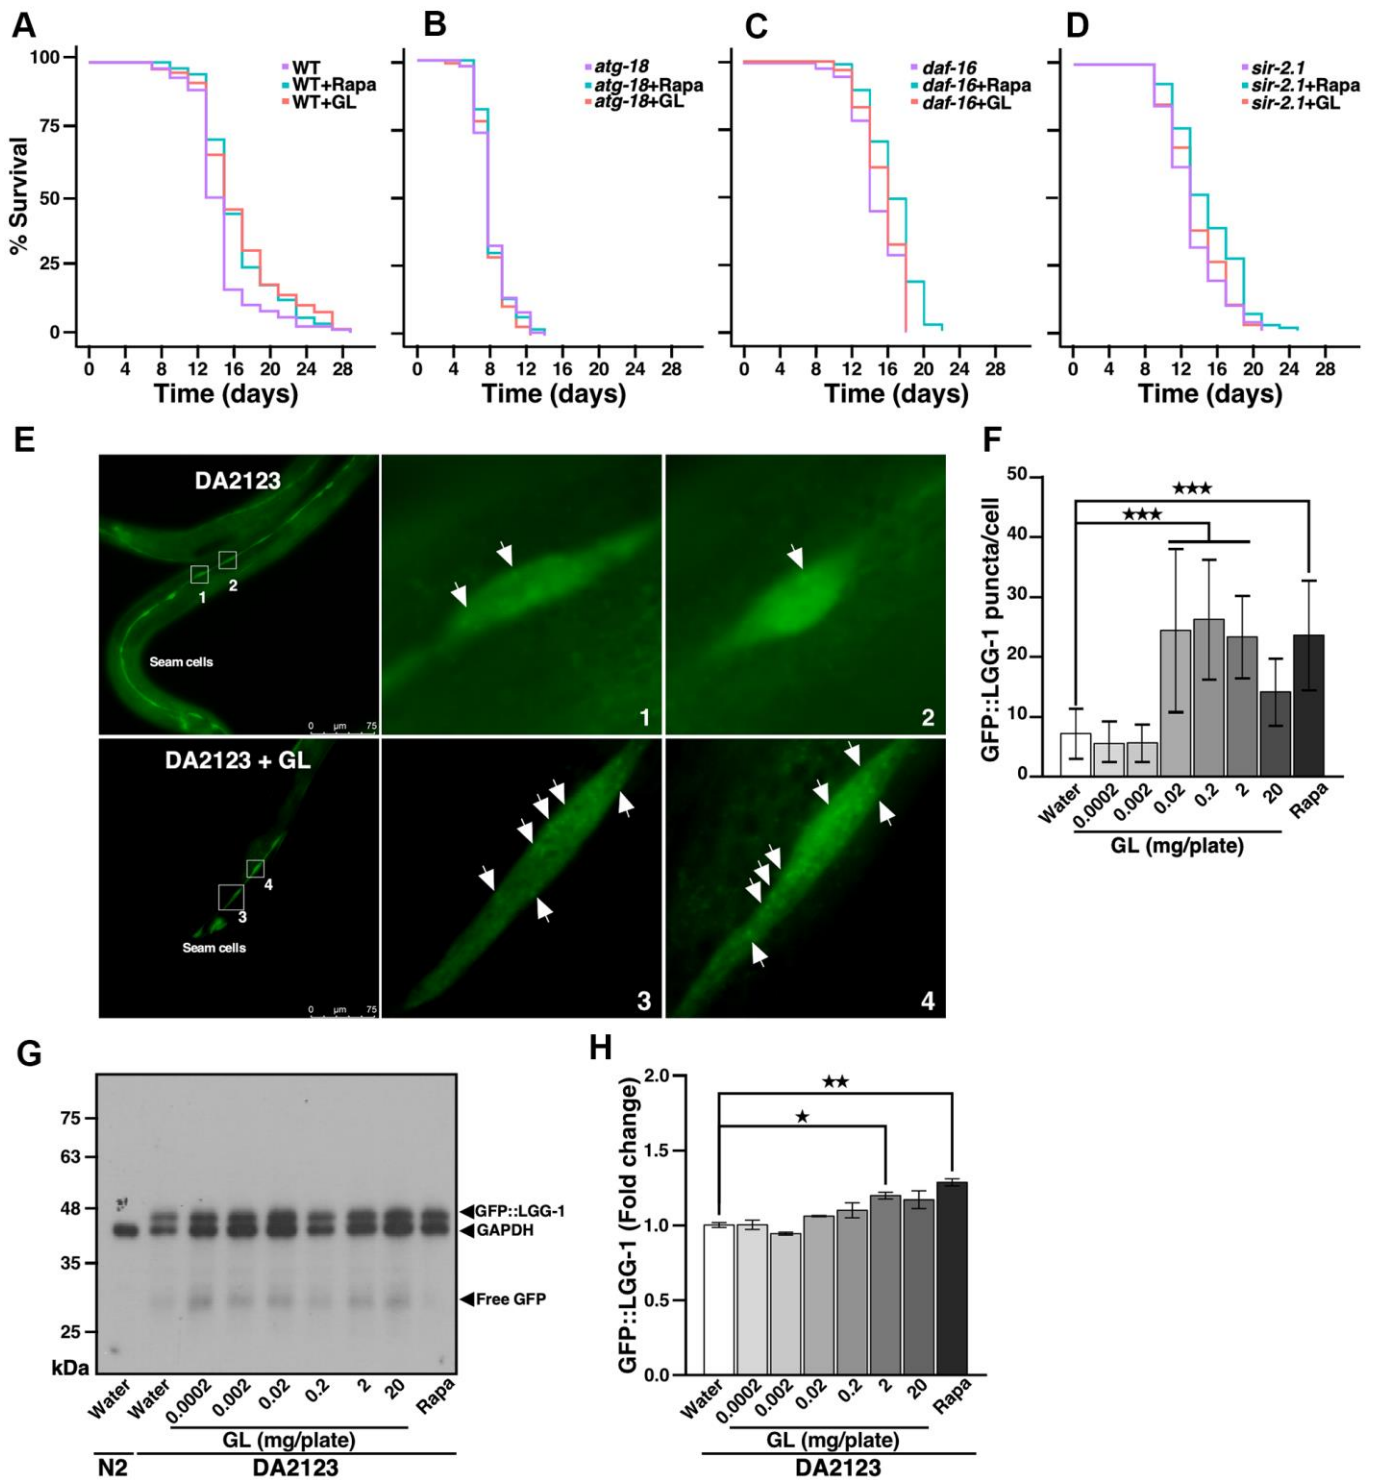 A
B
C
D
100
75
50
25
0
% Survival
WT
WT+Rapa
WT+GL
atg-18
atg-18+Rapa
atg-18+GL
daf-16
daf-16+Rapa
daf-16+GL
sir-2.1
sir-2.1+Rapa
sir-2.1+GL
0 4 8 12 16 20 24 28
0 4 8 12 16 20 24 28
0 4 8 12 16 20 24 28
0 4 8 12 16 20 24 28
Time (days)
Time (days)
Time (days)
Time (days)
E
DA2123
1
2
Seam cells
0 µm 75
1
2
DA2123 + GL
4
3
Seam cells
0 µm 75
3
4
F
50
40
30
20
10
0
GFP::LGG-1 puncta/cell
★★★
★★★
Water 0.0002 0.002 0.02 0.2 2 20 Rapa
GL (mg/plate)
G
75
63
48
35
25
kDa
GFP::LGG-1
GAPDH
Free GFP
Water Water 0.0002 0.002 0.02 0.2 2 20 Rapa
GL (mg/plate)
N2 DA2123
H
2.0
1.5
1.0
0.5
0.0
GFP::LGG-1 (Fold change)
★★
★
Water 0.0002 0.002 0.02 0.2 2 20 Rapa
GL (mg/plate)
DA2123